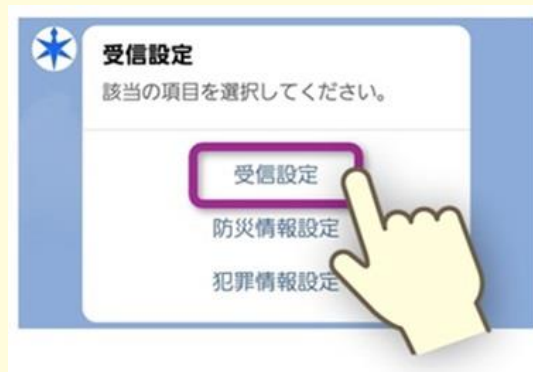 受信設定
該当の項目を選択してください。
受信設定
防災情報設定
犯罪情報設定